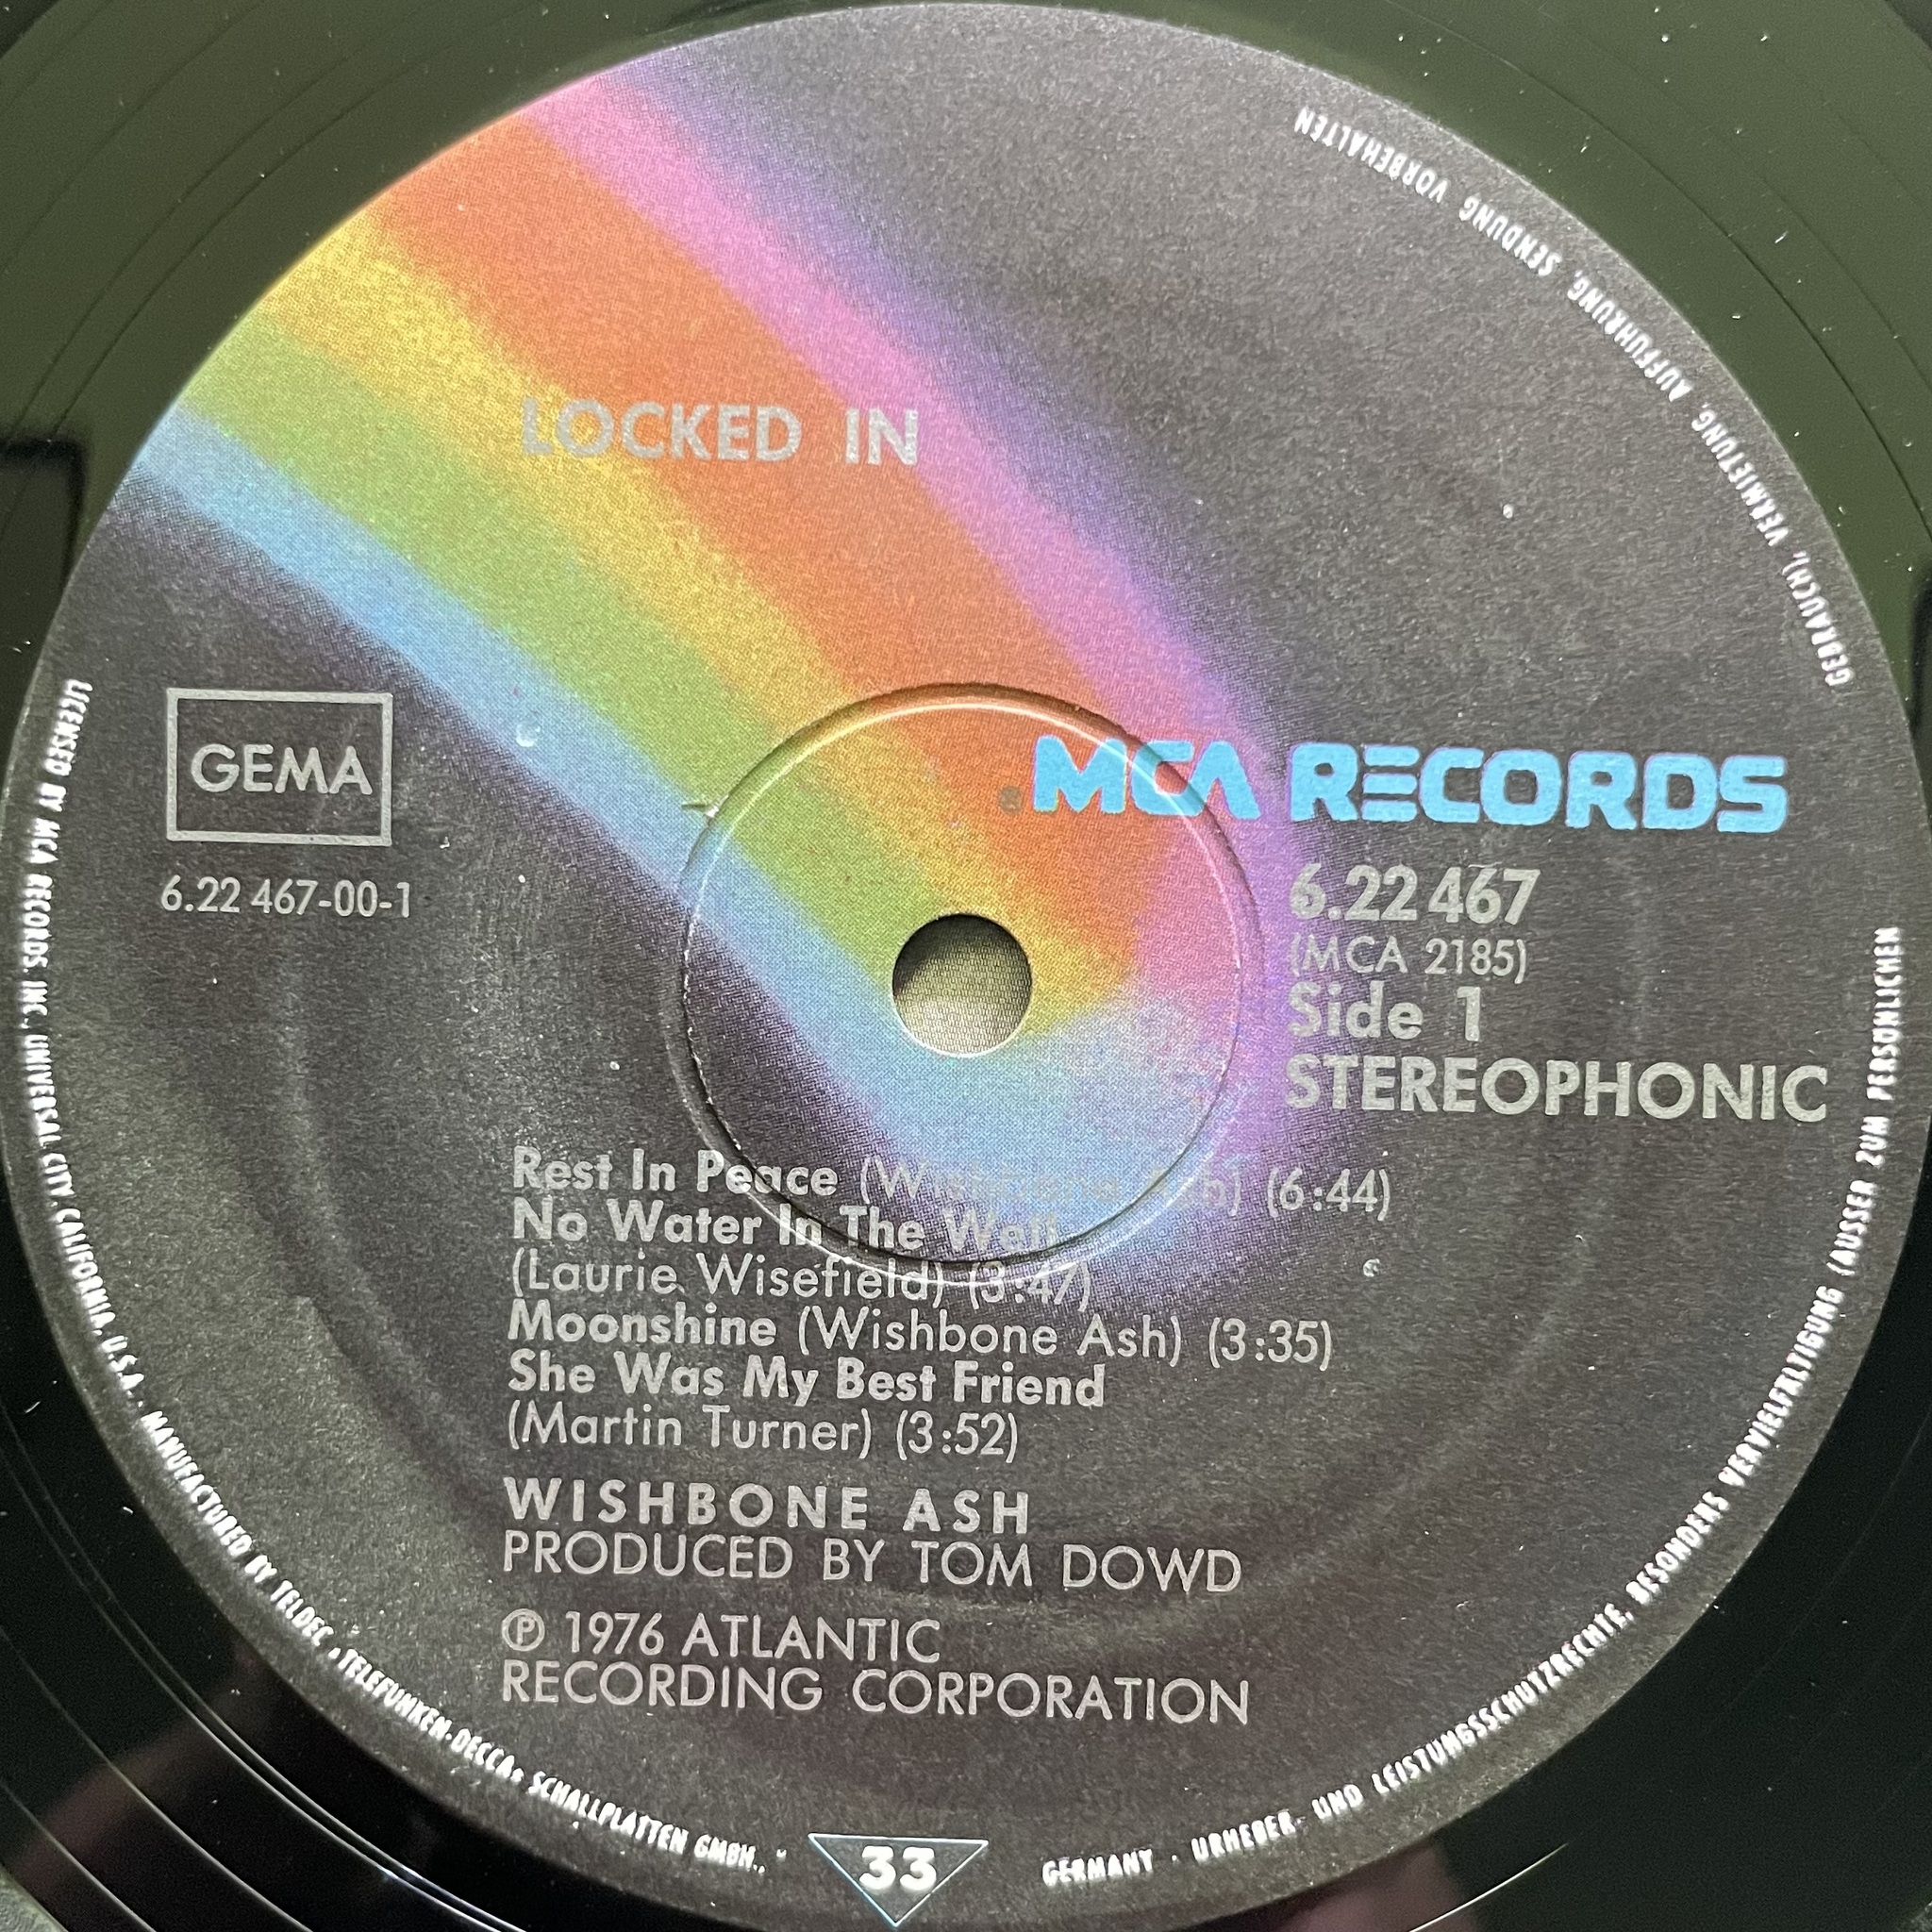 LOCKED IN
GEMA
6.22 467-00-1
® MCA RECORDS
6.22 467
(MCA 2185)
Side 1
STEREOPHONIC
Rest In Peace (Wishbone Ash) (6:44)
No Water In The Well
(Laurie Wisefield) (3:47)
Moonshine (Wishbone Ash) (3:35)
She Was My Best Friend
(Martin Turner) (3:52)
WISHBONE ASH
PRODUCED BY TOM DOWD
℗ 1976 ATLANTIC
RECORDING CORPORATION
LICENSED BY MCA RECORDS, INC., UNIVERSAL CITY, CALIFORNIA, U.S.A. · MANUFACTURED BY TELDEC »TELEFUNKEN-DECCA« SCHALLPLATTEN GMBH., "
33
GERMANY · URHEBER- UND LEISTUNGSSCHUTZRECHTE, BESONDERS VERVIELFÄLTIGUNG (AUSSER ZUM PERSÖNLICHEN
GEBRAUCH), VERMIETUNG, AUFFÜHRUNG, SENDUNG VORBEHALTEN